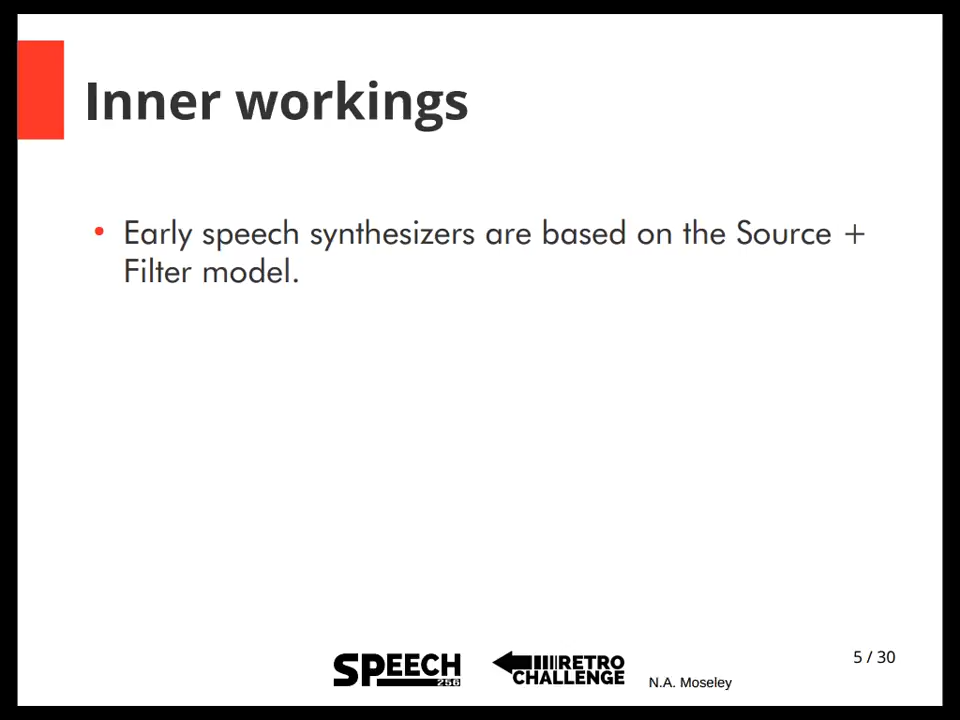 Inner workings
• Early speech synthesizers are based on the Source +
Filter model.
SPEECH
256
RETRO
CHALLENGE
N.A. Moseley
5 / 30